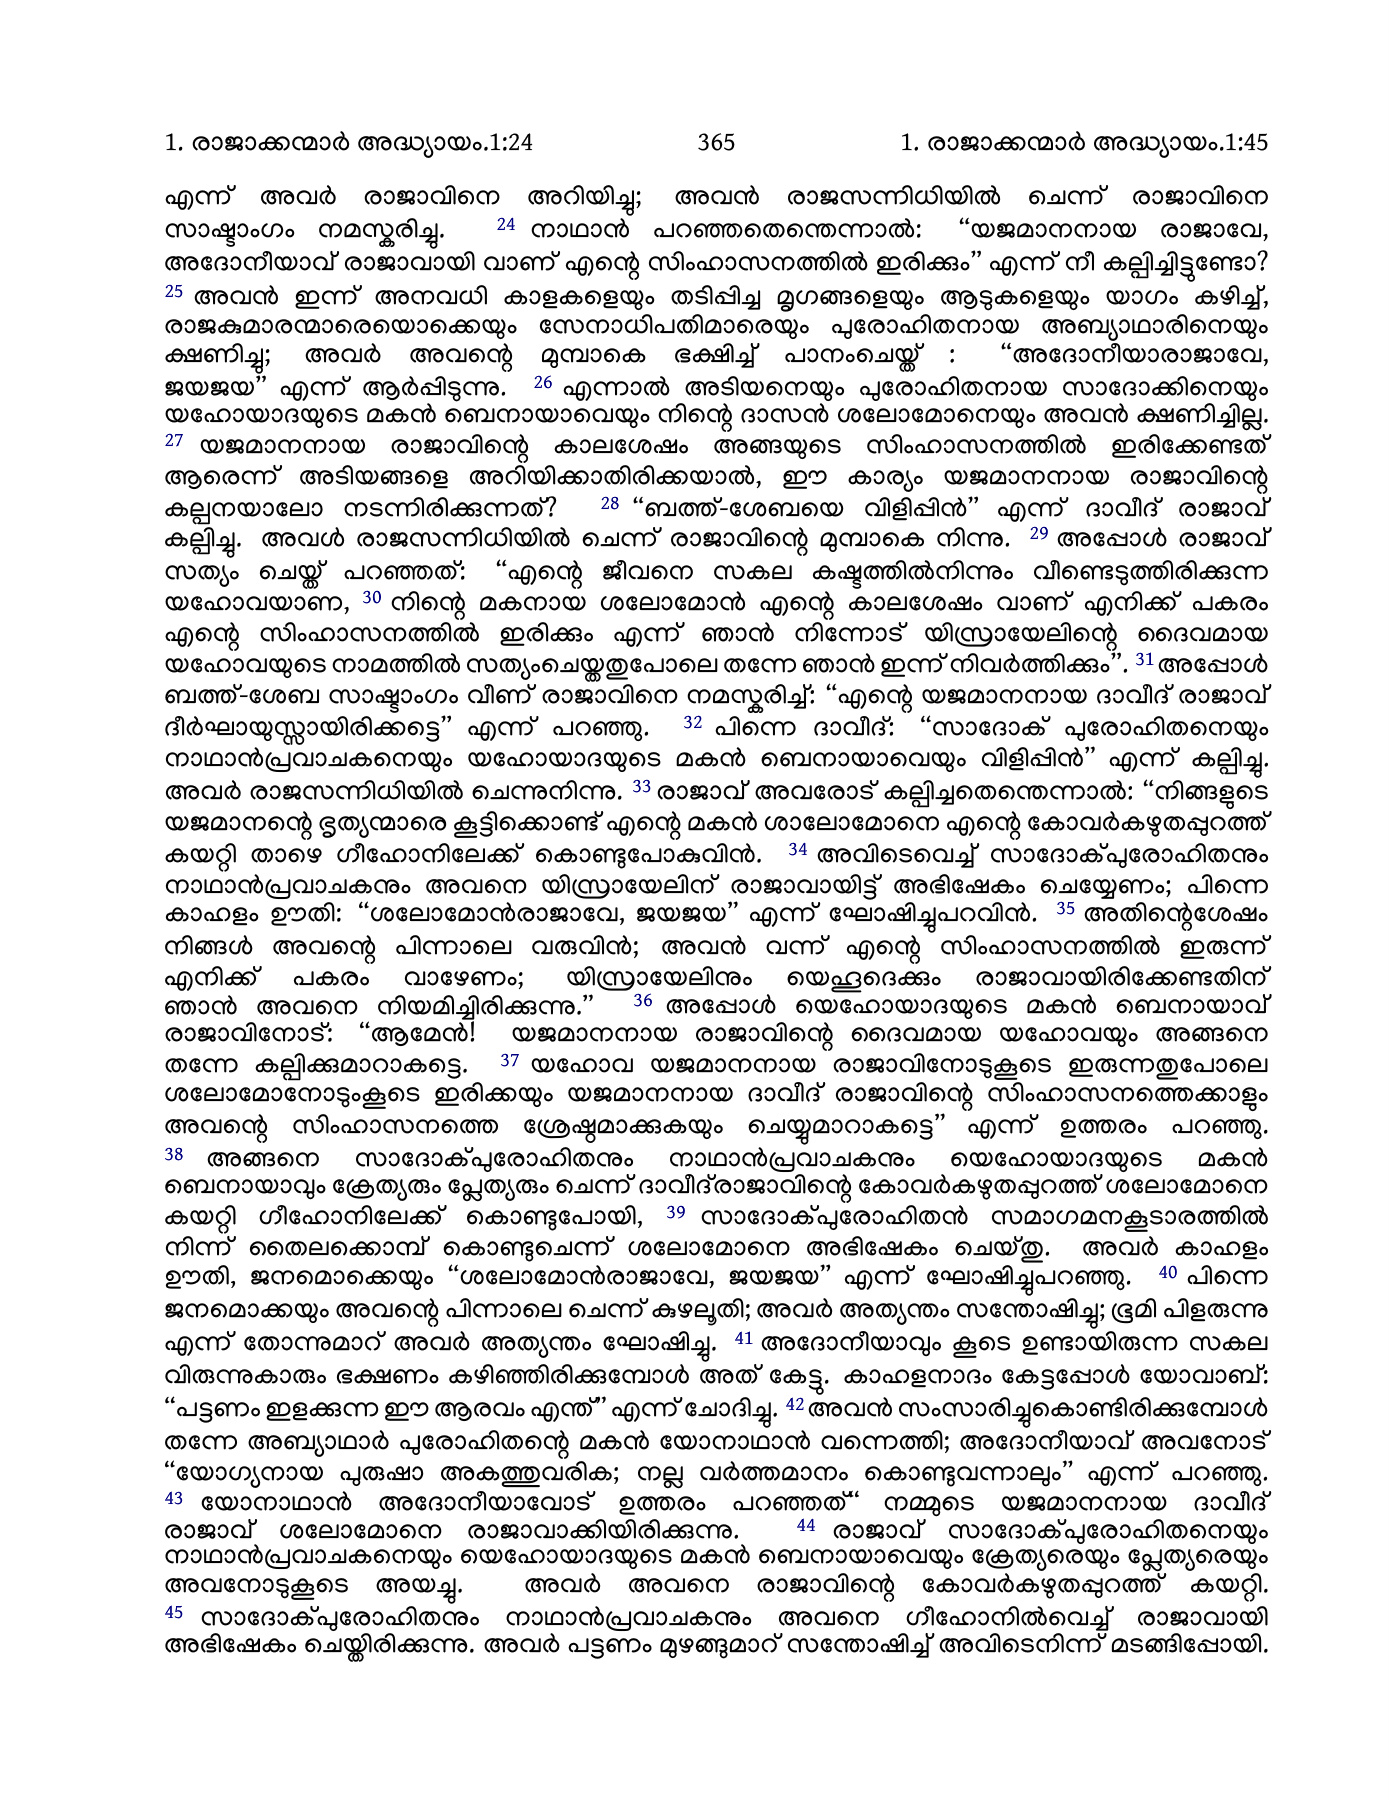 1. രാജാക്കന്മാർ അദ്ധ്യായം.1:24 365 1. രാജാക്കന്മാർ അദ്ധ്യായം.1:45
എന്ന് അവർ രാജാവിനെ അറിയിച്ചു; അവൻ രാജസന്നിധിയിൽ ചെന്ന് രാജാവിനെ
സാഷ്ടാംഗം നമസ്കരിച്ചു. 24 നാഥാൻ പറഞ്ഞതെന്തെന്നാൽ: “യജമാനനായ രാജാവേ,
അദോനീയാവ് രാജാവായി വാണ് എന്റെ സിംഹാസനത്തിൽ ഇരിക്കും” എന്ന് നീ കല്പിച്ചിട്ടുണ്ടോ?
25 അവൻ ഇന്ന് അനവധി കാളകളെയും തടിപ്പിച്ച മൃഗങ്ങളെയും ആടുകളെയും യാഗം കഴിച്ച്,
രാജകുമാരന്മാരെയൊക്കെയും സേനാധിപതിമാരെയും പുരോഹിതനായ അബ്യാഥാരിനെയും
ക്ഷണിച്ചു; അവർ അവന്റെ മുമ്പാകെ ഭക്ഷിച്ച് പാനംചെയ്ത് : “അദോനീയാരാജാവേ,
ജയജയ” എന്ന് ആർപ്പിടുന്നു. 26 എന്നാൽ അടിയനെയും പുരോഹിതനായ സാദോക്കിനെയും
യഹോയാദയുടെ മകൻ ബെനായാവെയും നിന്റെ ദാസൻ ശലോമോനെയും അവൻ ക്ഷണിച്ചില്ല.
27 യജമാനനായ രാജാവിന്റെ കാലശേഷം അങ്ങയുടെ സിംഹാസനത്തിൽ ഇരിക്കേണ്ടത്
ആരെന്ന് അടിയങ്ങളെ അറിയിക്കാതിരിക്കയാൽ, ഈ കാര്യം യജമാനനായ രാജാവിന്റെ
കല്പനയാലോ നടന്നിരിക്കുന്നത്? 28 “ബത്ത്-ശേബയെ വിളിപ്പിൻ” എന്ന് ദാവീദ് രാജാവ്
കല്പിച്ചു. അവൾ രാജസന്നിധിയിൽ ചെന്ന് രാജാവിന്റെ മുമ്പാകെ നിന്നു. 29 അപ്പോൾ രാജാവ്
സത്യം ചെയ്ത് പറഞ്ഞത്: “എന്റെ ജീവനെ സകല കഷ്ടത്തിൽനിന്നും വീണ്ടെടുത്തിരിക്കുന്ന
യഹോവയാണ, 30 നിന്റെ മകനായ ശലോമോൻ എന്റെ കാലശേഷം വാണ് എനിക്ക് പകരം
എന്റെ സിംഹാസനത്തിൽ ഇരിക്കും എന്ന് ഞാൻ നിന്നോട് യിസ്രായേലിന്റെ ദൈവമായ
യഹോവയുടെ നാമത്തിൽ സത്യംചെയ്തതുപോലെ തന്നേ ഞാൻ ഇന്ന് നിവർത്തിക്കും”. 31 അപ്പോൾ
ബത്ത്-ശേബ സാഷ്ടാംഗം വീണ് രാജാവിനെ നമസ്കരിച്ച്: “എന്റെ യജമാനനായ ദാവീദ് രാജാവ്
ദീർഘായുസ്സായിരിക്കട്ടെ” എന്ന് പറഞ്ഞു. 32 പിന്നെ ദാവീദ്: “സാദോക് പുരോഹിതനെയും
നാഥാൻപ്രവാചകനെയും യഹോയാദയുടെ മകൻ ബെനായാവെയും വിളിപ്പിൻ” എന്ന് കല്പിച്ചു.
അവർ രാജസന്നിധിയിൽ ചെന്നുനിന്നു. 33 രാജാവ് അവരോട് കല്പിച്ചതെന്തെന്നാൽ: “നിങ്ങളുടെ
യജമാനന്റെ ഭൃത്യന്മാരെ കൂട്ടിക്കൊണ്ട് എന്റെ മകൻ ശാലോമോനെ എന്റെ കോവർകഴുതപ്പുറത്ത്
കയറ്റി താഴെ ഗീഹോനിലേക്ക് കൊണ്ടുപോകുവിൻ. 34 അവിടെവെച്ച് സാദോക്പുരോഹിതനും
നാഥാൻപ്രവാചകനും അവനെ യിസ്രായേലിന് രാജാവായിട്ട് അഭിഷേകം ചെയ്യേണം; പിന്നെ
കാഹളം ഊതി: “ശലോമോൻരാജാവേ, ജയജയ” എന്ന് ഘോഷിച്ചുപറവിൻ. 35 അതിന്റെശേഷം
നിങ്ങൾ അവന്റെ പിന്നാലെ വരുവിൻ; അവൻ വന്ന് എന്റെ സിംഹാസനത്തിൽ ഇരുന്ന്
എനിക്ക് പകരം വാഴേണം; യിസ്രായേലിനും യെഹൂദെക്കും രാജാവായിരിക്കേണ്ടതിന്
ഞാൻ അവനെ നിയമിച്ചിരിക്കുന്നു.” 36 അപ്പോൾ യെഹോയാദയുടെ മകൻ ബെനായാവ്
രാജാവിനോട്: “ആമേൻ! യജമാനനായ രാജാവിന്റെ ദൈവമായ യഹോവയും അങ്ങനെ
തന്നേ കല്പിക്കുമാറാകട്ടെ. 37 യഹോവ യജമാനനായ രാജാവിനോടുകൂടെ ഇരുന്നതുപോലെ
ശലോമോനോടുംകൂടെ ഇരിക്കയും യജമാനനായ ദാവീദ് രാജാവിന്റെ സിംഹാസനത്തെക്കാളും
അവന്റെ സിംഹാസനത്തെ ശ്രേഷ്ഠമാക്കുകയും ചെയ്യുമാറാകട്ടെ” എന്ന് ഉത്തരം പറഞ്ഞു.
38 അങ്ങനെ സാദോക്പുരോഹിതനും നാഥാൻപ്രവാചകനും യെഹോയാദയുടെ മകൻ
ബെനായാവും ക്രേത്യരും പ്ലേത്യരും ചെന്ന് ദാവീദ്‌രാജാവിന്റെ കോവർകഴുതപ്പുറത്ത് ശലോമോനെ
കയറ്റി ഗീഹോനിലേക്ക് കൊണ്ടുപോയി, 39 സാദോക്പുരോഹിതൻ സമാഗമനകൂടാരത്തിൽ
നിന്ന് തൈലക്കൊമ്പ് കൊണ്ടുചെന്ന് ശലോമോനെ അഭിഷേകം ചെയ്തു. അവർ കാഹളം
ഊതി, ജനമൊക്കെയും “ശലോമോൻരാജാവേ, ജയജയ” എന്ന് ഘോഷിച്ചുപറഞ്ഞു. 40 പിന്നെ
ജനമൊക്കയും അവന്റെ പിന്നാലെ ചെന്ന് കുഴലൂതി; അവർ അത്യന്തം സന്തോഷിച്ചു; ഭൂമി പിളരുന്നു
എന്ന് തോന്നുമാറ് അവർ അത്യന്തം ഘോഷിച്ചു. 41 അദോനീയാവും കൂടെ ഉണ്ടായിരുന്ന സകല
വിരുന്നുകാരും ഭക്ഷണം കഴിഞ്ഞിരിക്കുമ്പോൾ അത് കേട്ടു. കാഹളനാദം കേട്ടപ്പോൾ യോവാബ്:
“പട്ടണം ഇളക്കുന്ന ഈ ആരവം എന്ത്” എന്ന് ചോദിച്ചു. 42 അവൻ സംസാരിച്ചുകൊണ്ടിരിക്കുമ്പോൾ
തന്നേ അബ്യാഥാർ പുരോഹിതന്റെ മകൻ യോനാഥാൻ വന്നെത്തി; അദോനീയാവ് അവനോട്
“യോഗ്യനായ പുരുഷാ അകത്തുവരിക; നല്ല വർത്തമാനം കൊണ്ടുവന്നാലും” എന്ന് പറഞ്ഞു.
43 യോനാഥാൻ അദോനീയാവോട് ഉത്തരം പറഞ്ഞത്“ നമ്മുടെ യജമാനനായ ദാവീദ്
രാജാവ് ശലോമോനെ രാജാവാക്കിയിരിക്കുന്നു. 44 രാജാവ് സാദോക്പുരോഹിതനെയും
നാഥാൻപ്രവാചകനെയും യെഹോയാദയുടെ മകൻ ബെനായാവെയും ക്രേത്യരെയും പ്ലേത്യരെയും
അവനോടുകൂടെ അയച്ചു. അവർ അവനെ രാജാവിന്റെ കോവർകഴുതപ്പുറത്ത് കയറ്റി.
45 സാദോക്പുരോഹിതനും നാഥാൻപ്രവാചകനും അവനെ ഗീഹോനിൽവെച്ച് രാജാവായി
അഭിഷേകം ചെയ്തിരിക്കുന്നു. അവർ പട്ടണം മുഴങ്ങുമാറ് സന്തോഷിച്ച് അവിടെനിന്ന് മടങ്ങിപ്പോയി.